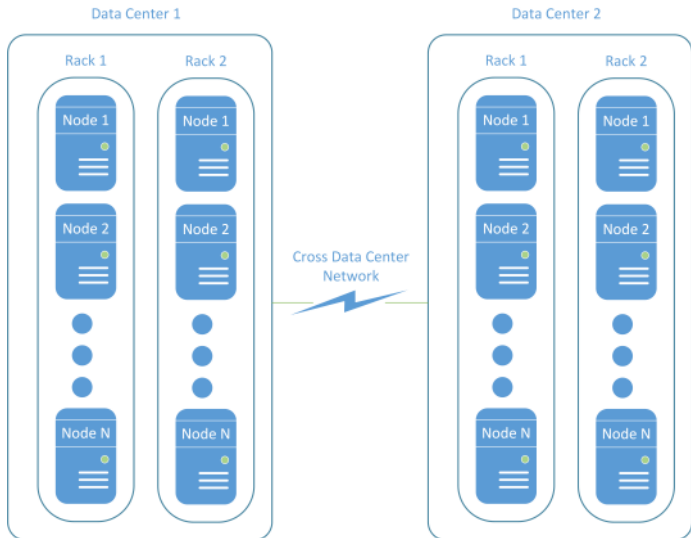 Data Center 1
Data Center 2
Rack 1
Rack 2
Rack 1
Rack 2
Node 1
Node 1
Node 1
Node 1
Node 2
Node 2
Node 2
Node 2
Cross Data Center
Network
Node N
Node N
Node N
Node N